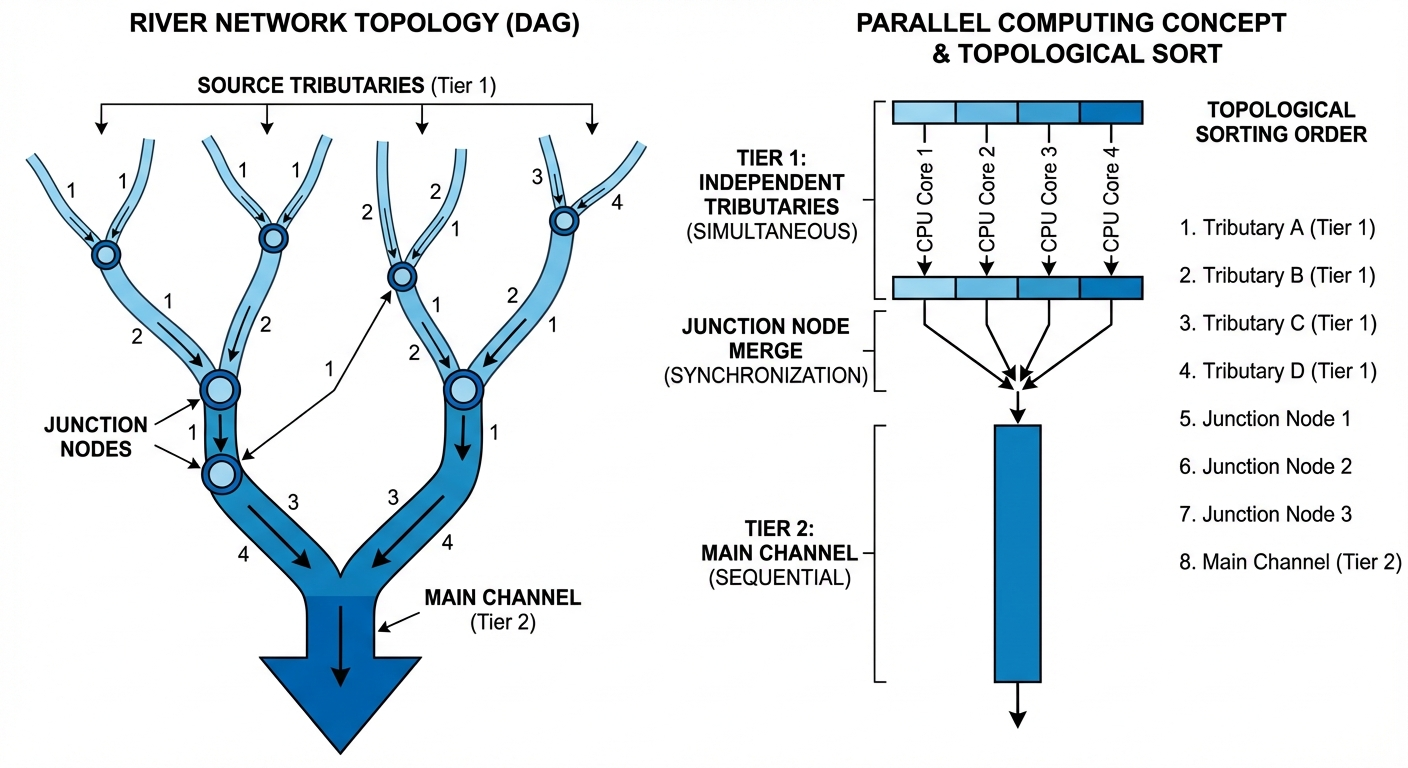 RIVER NETWORK TOPOLOGY (DAG)
SOURCE TRIBUTARIES (Tier 1)
1
1
1
1
2
2
1
3
4
1
2
2
1
2
2
1
1
JUNCTION
NODES
1
1
3
4
3
4
MAIN CHANNEL
(Tier 2)
PARALLEL COMPUTING CONCEPT
& TOPOLOGICAL SORT
TIER 1:
INDEPENDENT
TRIBUTARIES
(SIMULTANEOUS)
CPU Core 1
CPU Core 2
CPU Core 3
CPU Core 4
JUNCTION NODE
MERGE
(SYNCHRONIZATION)
TIER 2:
MAIN CHANNEL
(SEQUENTIAL)
TOPOLOGICAL
SORTING ORDER
1. Tributary A (Tier 1)
2. Tributary B (Tier 1)
3. Tributary C (Tier 1)
4. Tributary D (Tier 1)
5. Junction Node 1
6. Junction Node 2
7. Junction Node 3
8. Main Channel (Tier 2)